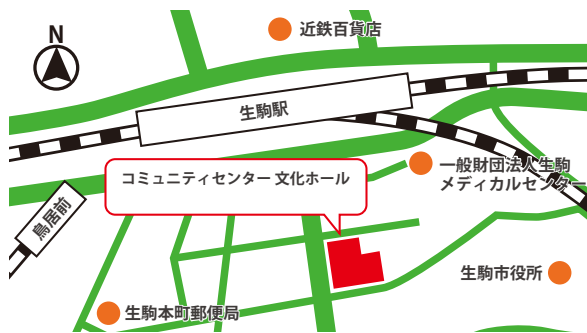 N
近鉄百貨店
生駒駅
一般財団法人生駒
メディカルセンター
コミュニティセンター 文化ホール
鳥居前
生駒市役所
生駒本町郵便局